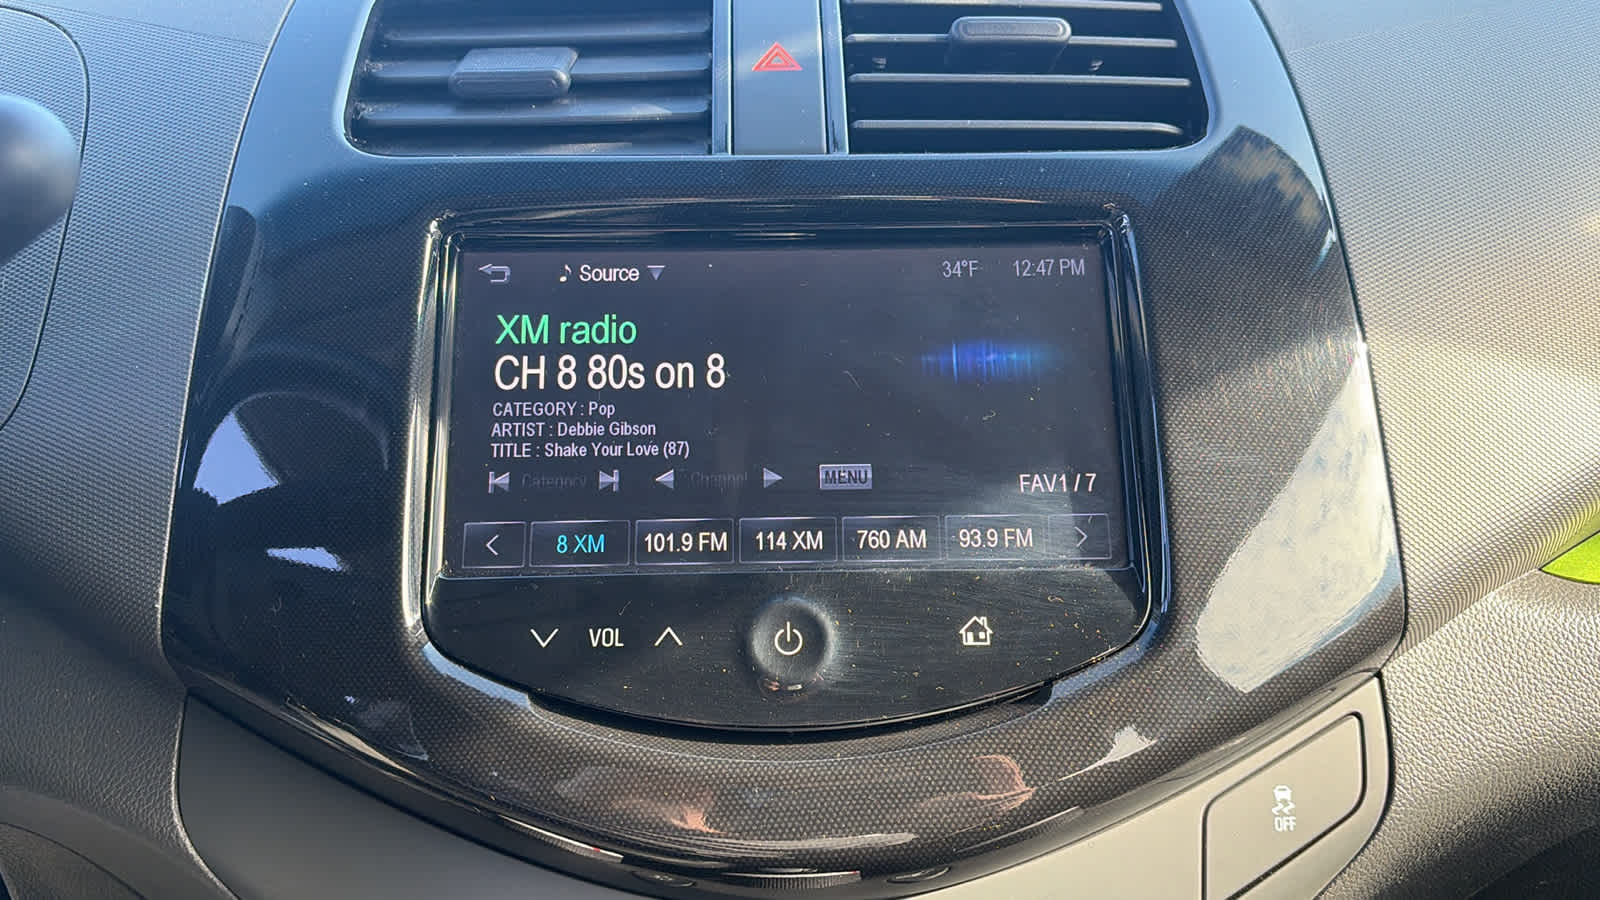 Source 34°F 12:47 PM
XM radio
CH 8 80s on 8
CATEGORY : Pop
ARTIST : Debbie Gibson
TITLE : Shake Your Love (87)
Category Channel MENU FAV1 / 7
8 XM 101.9 FM 114 XM 760 AM 93.9 FM
VOL
OFF